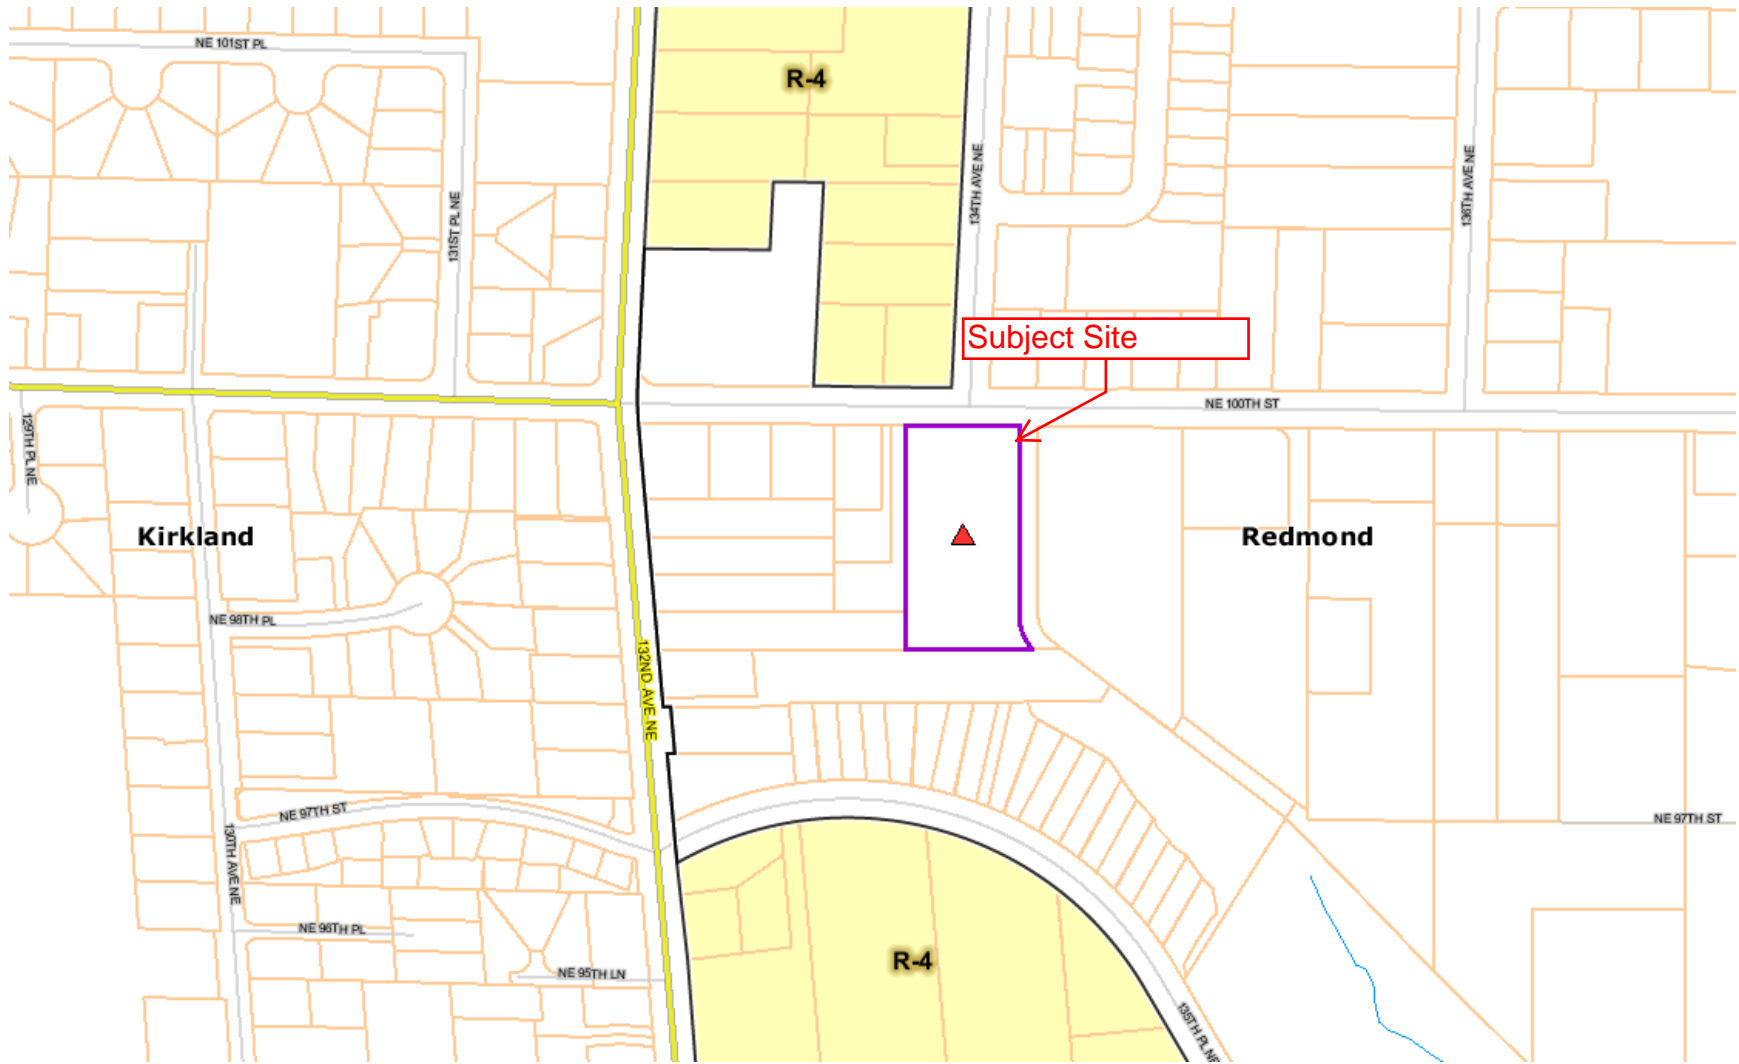 NE 101ST PL
R-4
134TH AVE NE
136TH AVE NE
131ST PL NE
Subject Site
NE 100TH ST
129TH PL NE
Kirkland
Redmond
NE 98TH PL
132ND AVE NE
NE 97TH ST
NE 97TH ST
130TH AVE NE
NE 96TH PL
R-4
NE 95TH LN
135TH PL NE